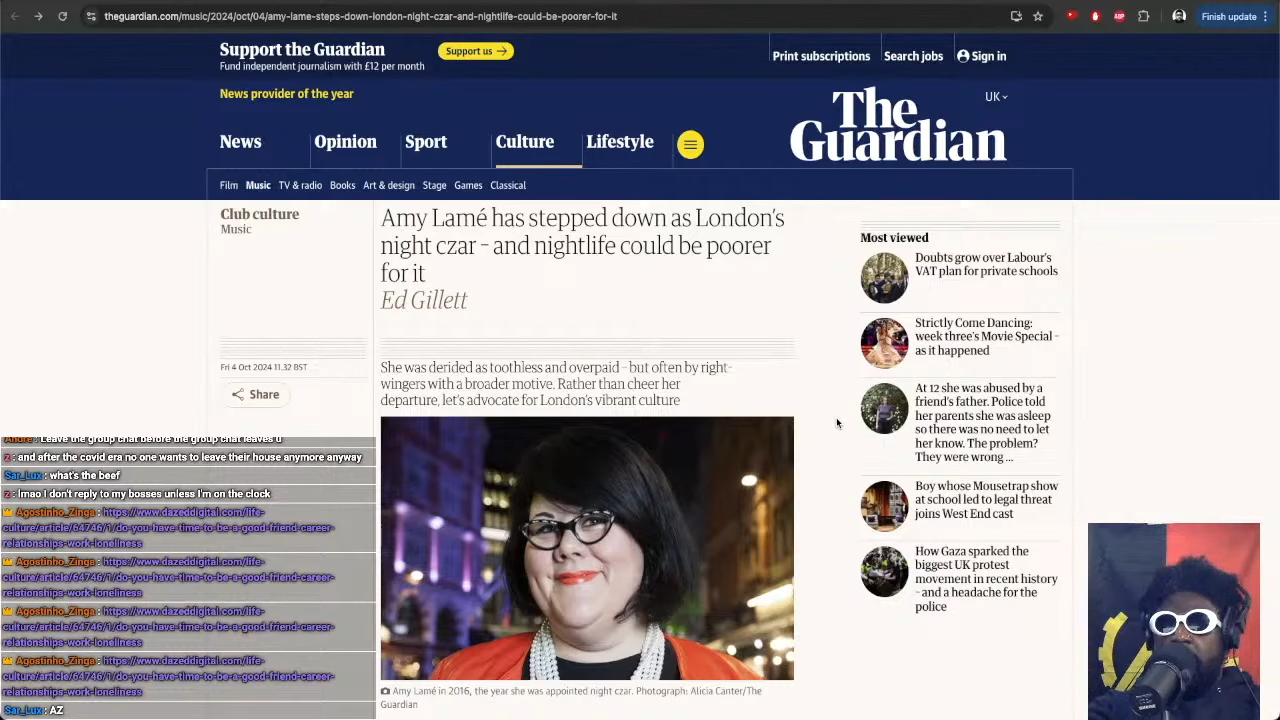 theguardian.com/music/2024/oct/04/amy-lame-steps-down-london-night-czar-and-nightlife-could-be-poorer-for-it
Finish update
Support the Guardian
Fund independent journalism with £12 per month
Support us
Print subscriptions
Search jobs
Sign in
News provider of the year
UK
The
Guardian
News
Opinion
Sport
Culture
Lifestyle
Film
Music
TV & radio
Books
Art & design
Stage
Games
Classical
Club culture
Music
Amy Lamé has stepped down as London's
night czar – and nightlife could be poorer
for it
Ed Gillett
Fri 4 Oct 2024 11.32 BST
Share
She was derided as toothless and overpaid – but often by right-
wingers with a broader motive. Rather than cheer her
departure, let's advocate for London's vibrant culture
Amy Lamé in 2016, the year she was appointed night czar. Photograph: Alicia Canter/The
Guardian
Most viewed
Doubts grow over Labour's
VAT plan for private schools
Strictly Come Dancing:
week three's Movie Special –
as it happened
At 12 she was abused by a
friend's father. Police told
her parents she was asleep
so there was no need to let
her know. The problem?
They were wrong ...
Boy whose Mousetrap show
at school led to legal threat
joins West End cast
How Gaza sparked the
biggest UK protest
movement in recent history
– and a headache for the
police
Andre : Leave the group chat before the group chat leaves u
z : and after the covid era no one wants to leave their house anymore anyway
Sar_Lux : what's the beef
z : lmao I don't reply to my bosses unless I'm on the clock
Agostinho_Zinga : https://www.dazeddigital.com/life-
culture/article/64746/1/do-you-have-time-to-be-a-good-friend-career-
relationships-work-loneliness
Agostinho_Zinga : https://www.dazeddigital.com/life-
culture/article/64746/1/do-you-have-time-to-be-a-good-friend-career-
relationships-work-loneliness
Agostinho_Zinga : https://www.dazeddigital.com/life-
culture/article/64746/1/do-you-have-time-to-be-a-good-friend-career-
relationships-work-loneliness
Agostinho_Zinga : https://www.dazeddigital.com/life-
culture/article/64746/1/do-you-have-time-to-be-a-good-friend-career-
relationships-work-loneliness
Sar_Lux : AZ
ABP
SHURE